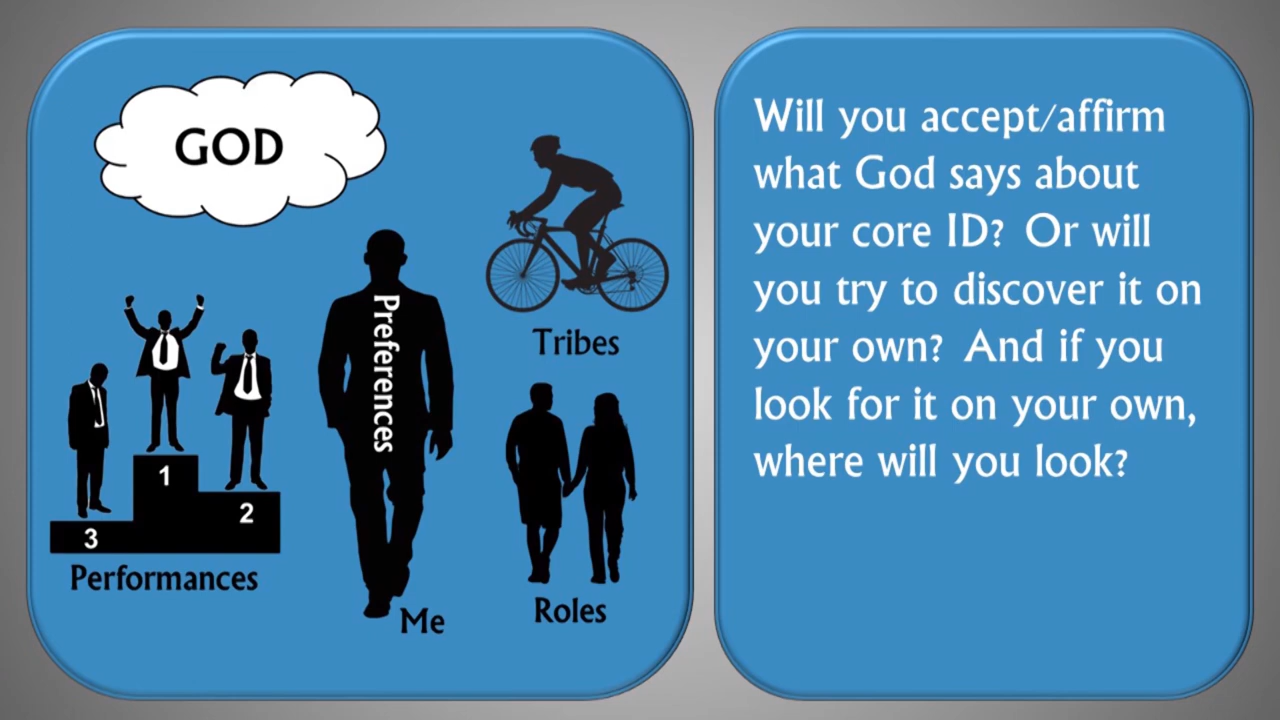 GOD
Preferences
Tribes
1
2
3
Performances
Me
Roles
Will you accept/affirm
what God says about
your core ID? Or will
you try to discover it on
your own? And if you
look for it on your own,
where will you look?